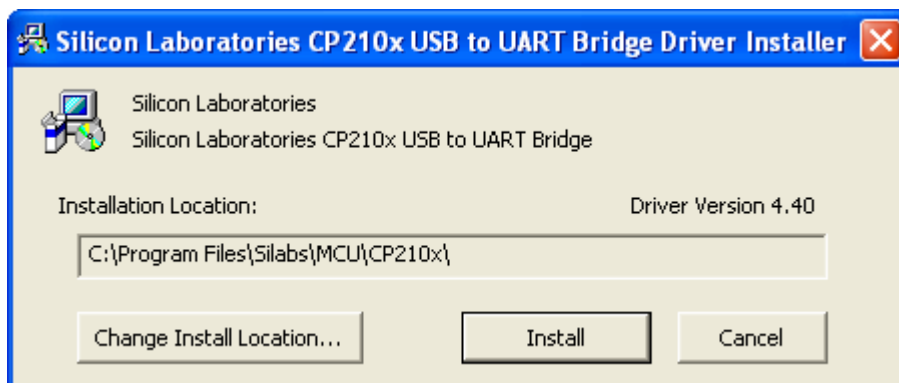 Silicon Laboratories CP210x USB to UART Bridge Driver Installer
Silicon Laboratories
Silicon Laboratories CP210x USB to UART Bridge
Installation Location:
Driver Version 4.40
C:\Program Files\Silabs\MCU\CP210x\
Change Install Location...
Install
Cancel